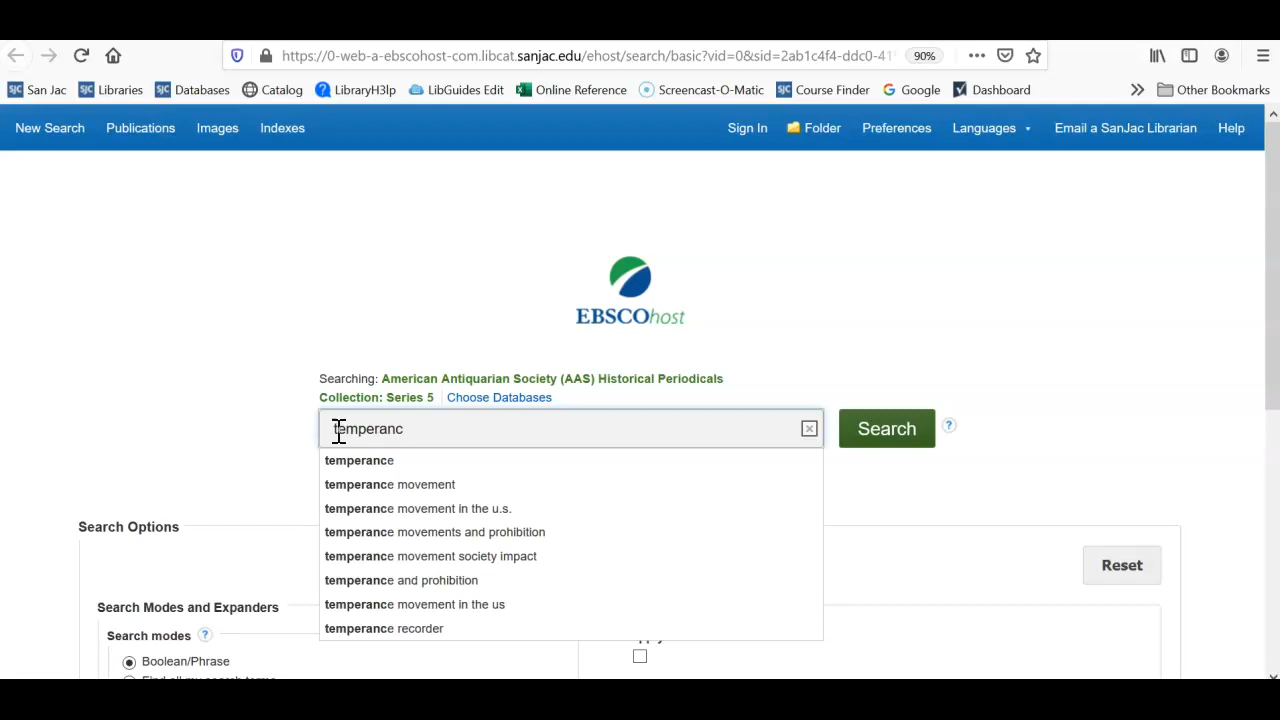 https://0-web-a-ebscohost-com.libcat.sanjac.edu/ehost/search/basic?vid=0&sid=2ab1c4f4-ddc0-41 90%
San Jac Libraries Databases Catalog LibraryH3lp LibGuides Edit Online Reference Screencast-O-Matic Course Finder Google Dashboard Other Bookmarks
New Search Publications Images Indexes Sign In Folder Preferences Languages Email a SanJac Librarian Help
EBSCOhost
Searching: American Antiquarian Society (AAS) Historical Periodicals
Collection: Series 5 Choose Databases
temperanc Search ?
temperance
temperance movement
temperance movement in the u.s.
temperance movements and prohibition
temperance movement society impact
temperance and prohibition
temperance movement in the us
temperance recorder
Search Options
Reset
Search Modes and Expanders
Search modes ?
Boolean/Phrase